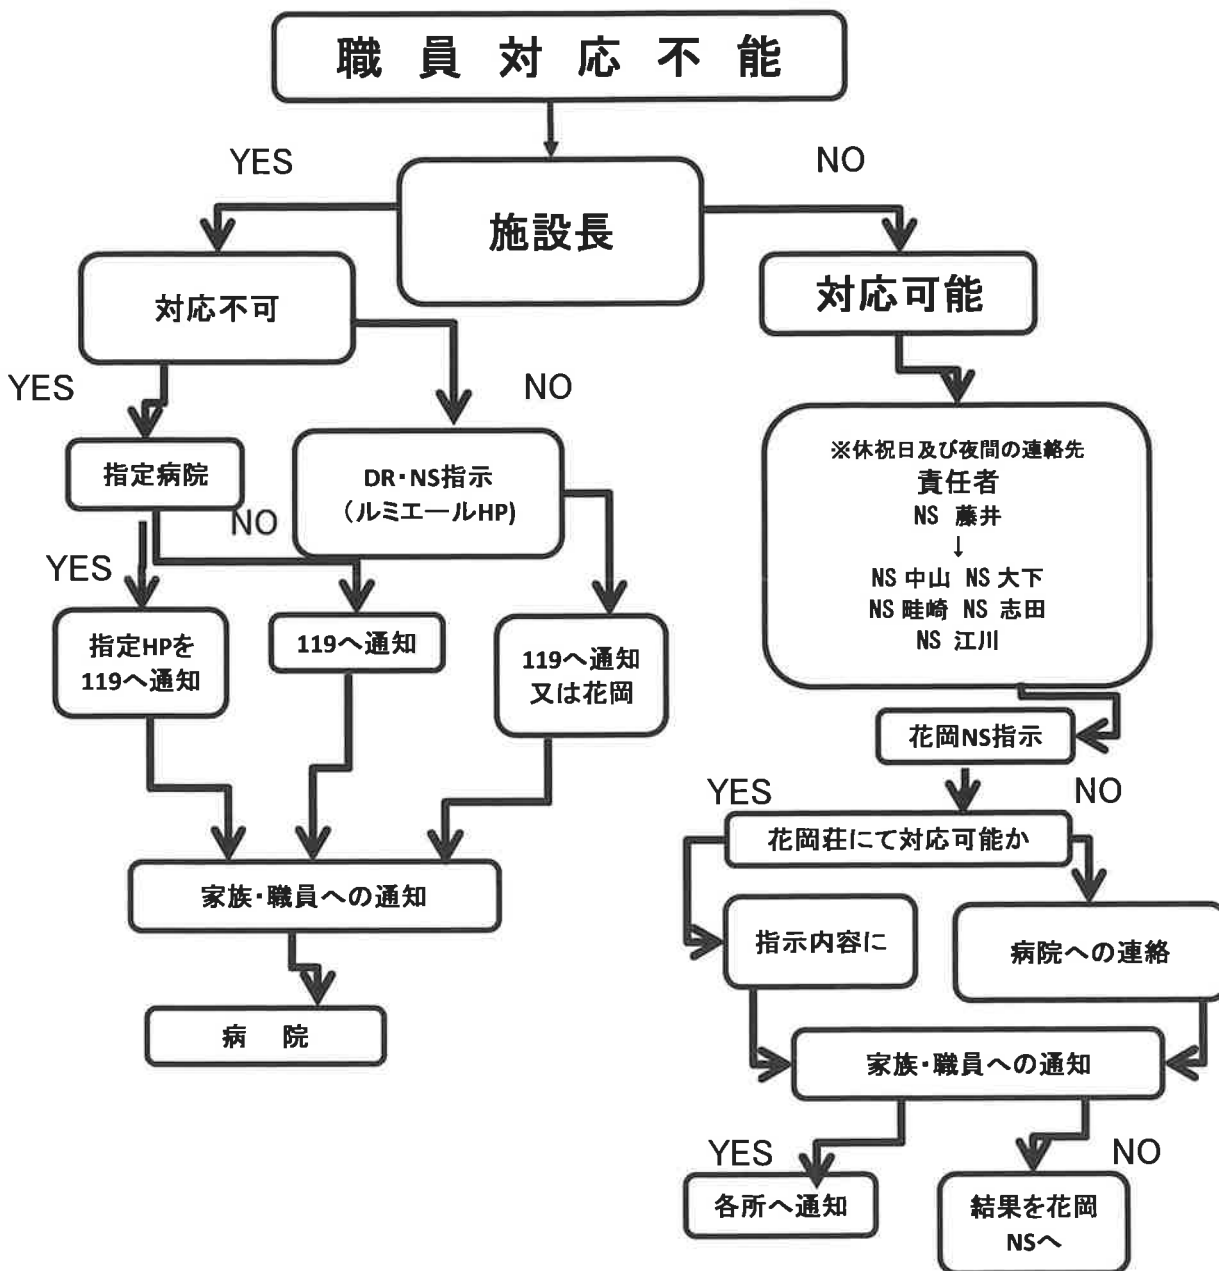 職 員 対 応 不 能
YES
NO
施設長
対応不可
対応可能
YES
NO
指定病院
NO
DR・NS指示
(ルミエールHP)
※休祝日及び夜間の連絡先
責任者
NS 藤井
↓
NS 中山 NS 大下
NS 畦崎 NS 志田
NS 江川
YES
指定HPを
119へ通知
119へ通知
119へ通知
又は花岡
花岡NS指示
YES
NO
花岡荘にて対応可能か
家族・職員への通知
指示内容に
病院への連絡
病 院
家族・職員への通知
YES
NO
各所へ通知
結果を花岡
NSへ